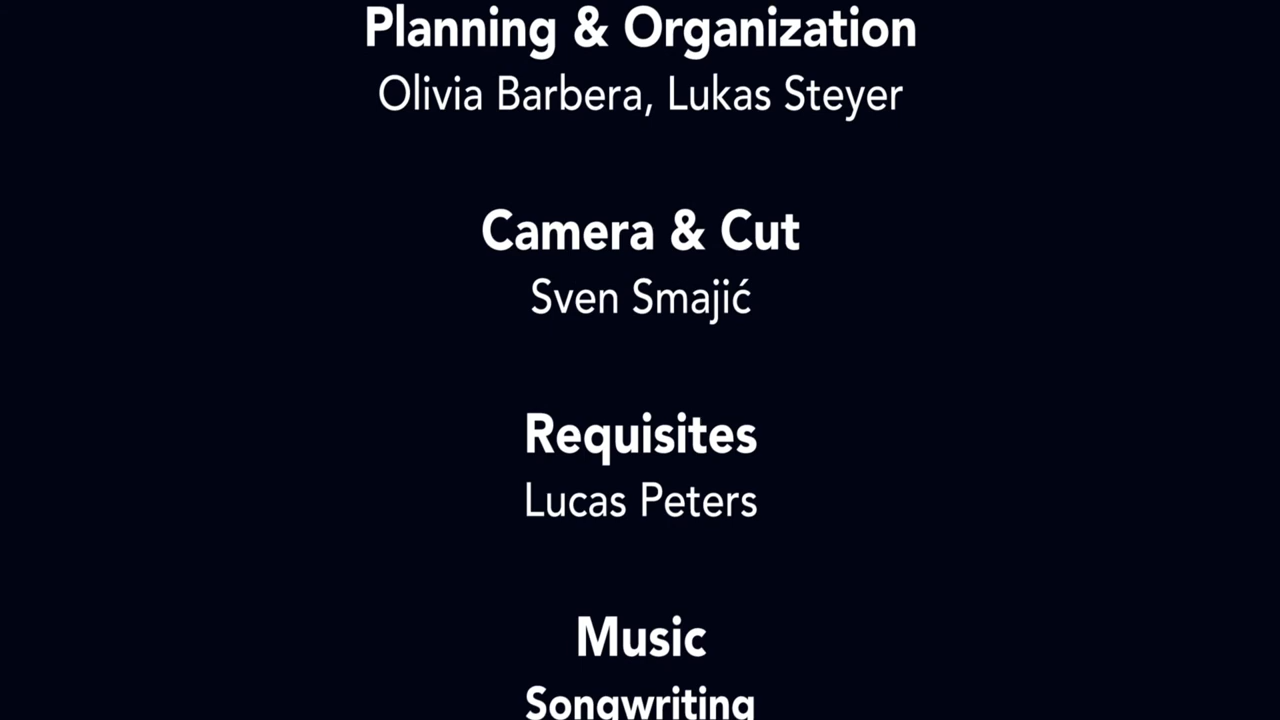 Planning & Organization
Olivia Barbera, Lukas Steyer
Camera & Cut
Sven Smajić
Requisites
Lucas Peters
Music
Songwriting